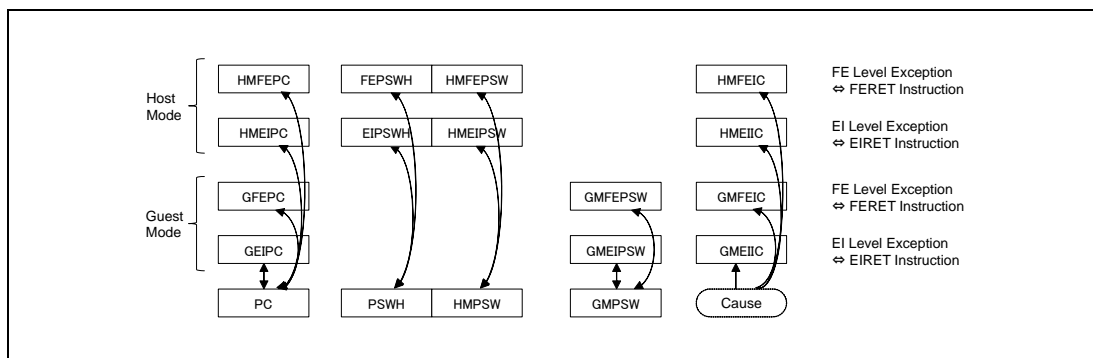 HMFEPC FEPSWH HMFEPSW HMFEIC FE Level Exception
⇔ FERET Instruction
Host
Mode
HMEIPC EIPSWH HMEIPSW HMEIIC EI Level Exception
⇔ EIRET Instruction
GFEPC GMFEPSW GMFEIC FE Level Exception
⇔ FERET Instruction
Guest
Mode
GEIPC GMEIPSW GMEIIC EI Level Exception
⇔ EIRET Instruction
PC PSWH HMPSW GMPSW Cause